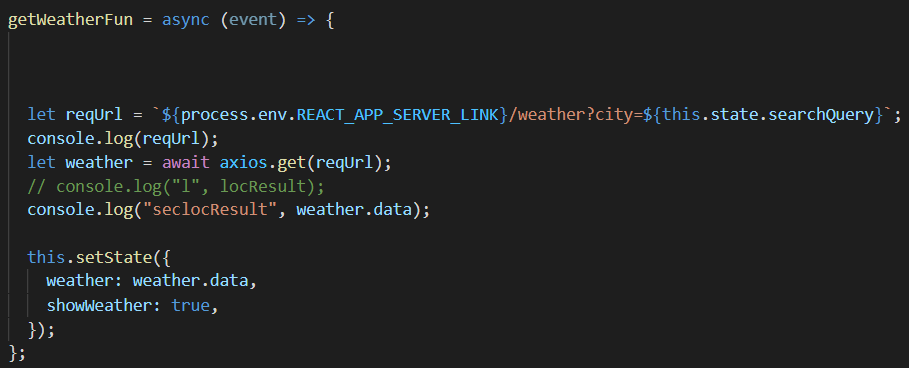 getWeatherFun = async (event) => {
let reqUrl = `${process.env.REACT_APP_SERVER_LINK}/weather?city=${this.state.searchQuery}`;
console.log(reqUrl);
let weather = await axios.get(reqUrl);
// console.log("l", locResult);
console.log("seclocResult", weather.data);
this.setState({
weather: weather.data,
showWeather: true,
});
};